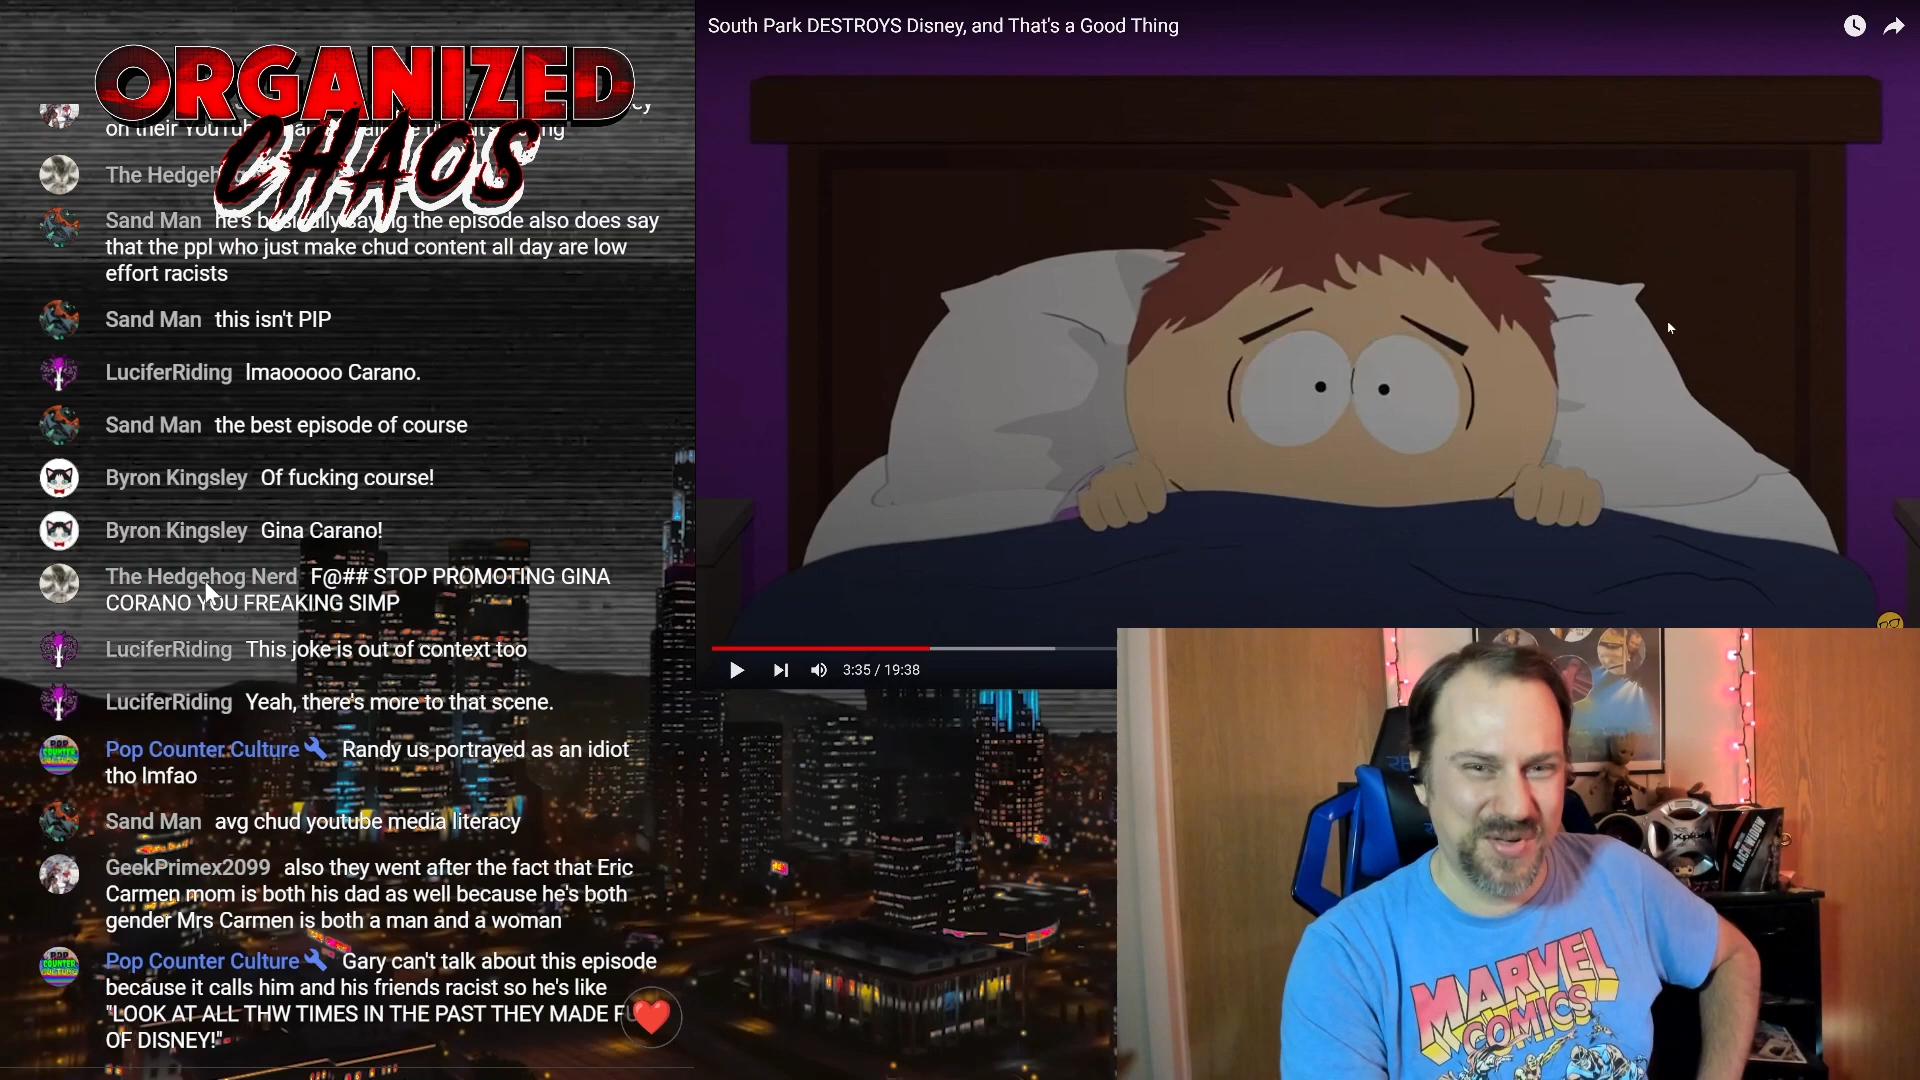 ORGANIZED
CHAOS
on their
The Hedgehog
Sand Man he's basically saying the episode also does say
that the ppl who just make chud content all day are low
effort racists
Sand Man this isn't PIP
LuciferRiding lmaooooo Carano.
Sand Man the best episode of course
Byron Kingsley Of fucking course!
Byron Kingsley Gina Carano!
The Hedgehog Nerd F@## STOP PROMOTING GINA
CORANO YOU FREAKING SIMP
LuciferRiding This joke is out of context too
LuciferRiding Yeah, there's more to that scene.
Pop Counter Culture Randy us portrayed as an idiot
tho lmfao
Sand Man avg chud youtube media literacy
GeekPrimex2099 also they went after the fact that Eric
Carmen mom is both his dad as well because he's both
gender Mrs Carmen is both a man and a woman
Pop Counter Culture Gary can't talk about this episode
because it calls him and his friends racist so he's like
"LOOK AT ALL THW TIMES IN THE PAST THEY MADE
OF DISNEY!"
South Park DESTROYS Disney, and That's a Good Thing
3:35 / 19:38
MARVEL
COMICS
BLACK WIDOW